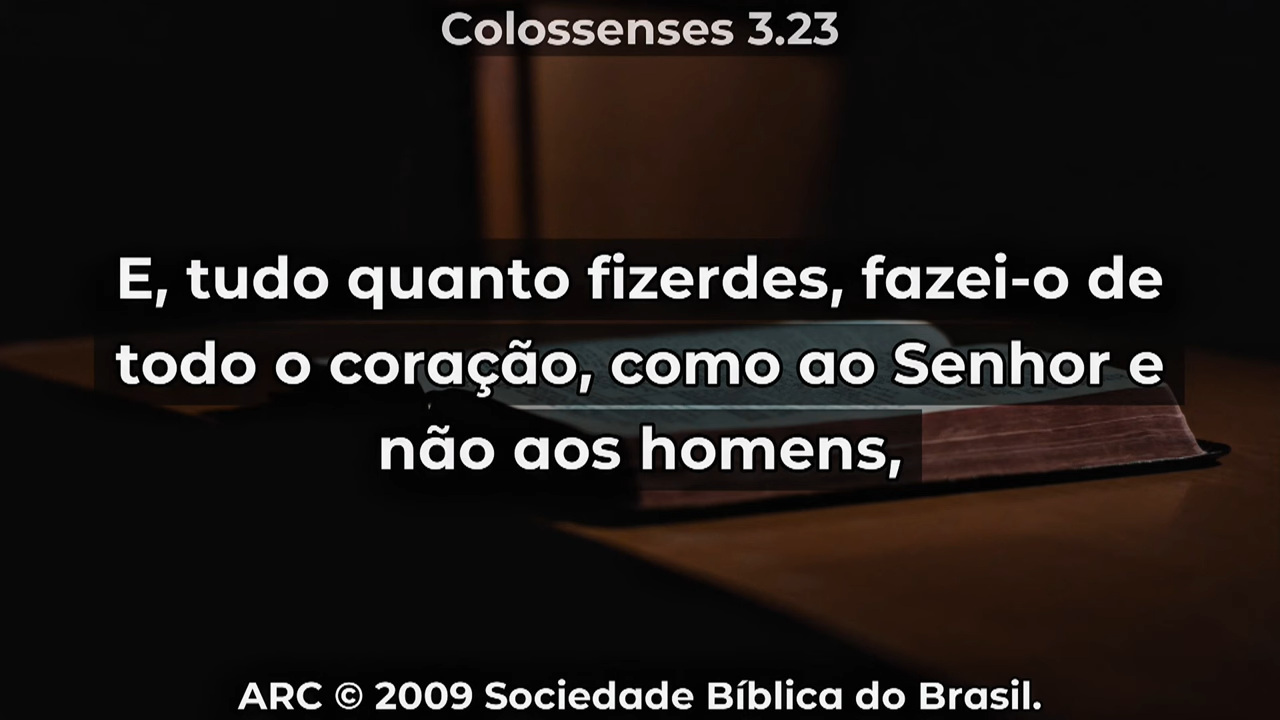 Colossenses 3.23
E, tudo quanto fizerdes, fazei-o de
todo o coração, como ao Senhor e
não aos homens,
ARC © 2009 Sociedade Bíblica do Brasil.